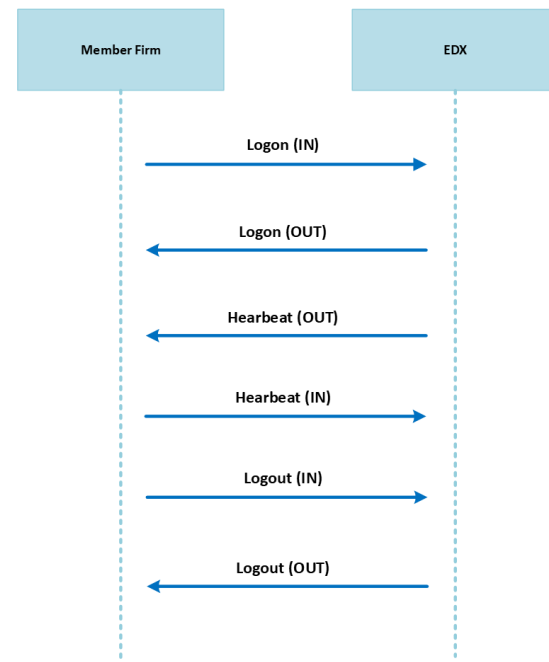 Member Firm
EDX
Logon (IN)
Logon (OUT)
Hearbeat (OUT)
Hearbeat (IN)
Logout (IN)
Logout (OUT)